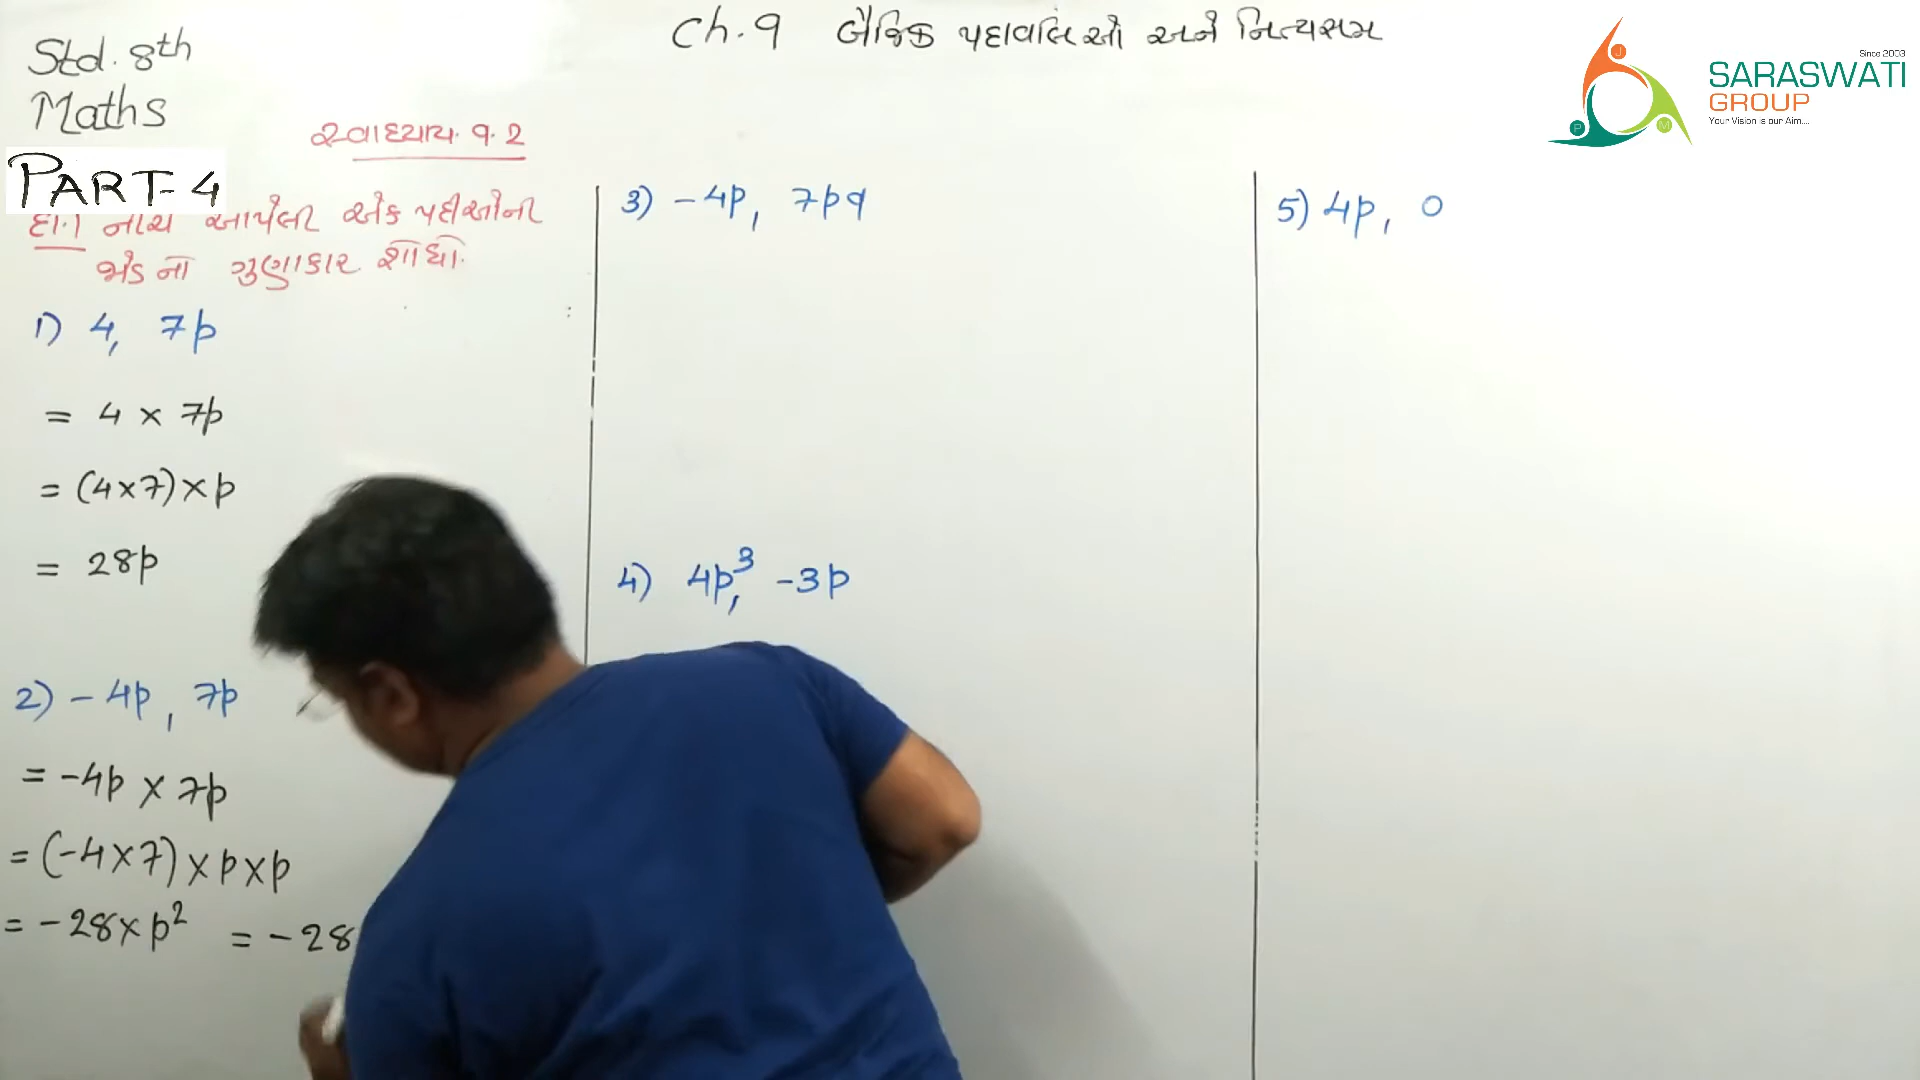 Ch. 9 બૈજિક પદાવલિઓ અને નિત્યસમ
Std. 8th
Maths
PART-4
સ્વાધ્યાય 9.2
દા.1 નીચે આપેલી એક પદીઓની
જોડ નો ગુણાકાર શોધો.
1) 4, 7p
= 4 × 7p
= (4×7)×p
= 28p
2) -4p, 7p
= -4p × 7p
= (-4×7)×p×p
= -28×p² = -28
3) -4p, 7pq
4) 4p³, -3p
5) 4p, 0
Since 2003
SARASWATI
GROUP
Your Vision is our Aim....
J
P
M